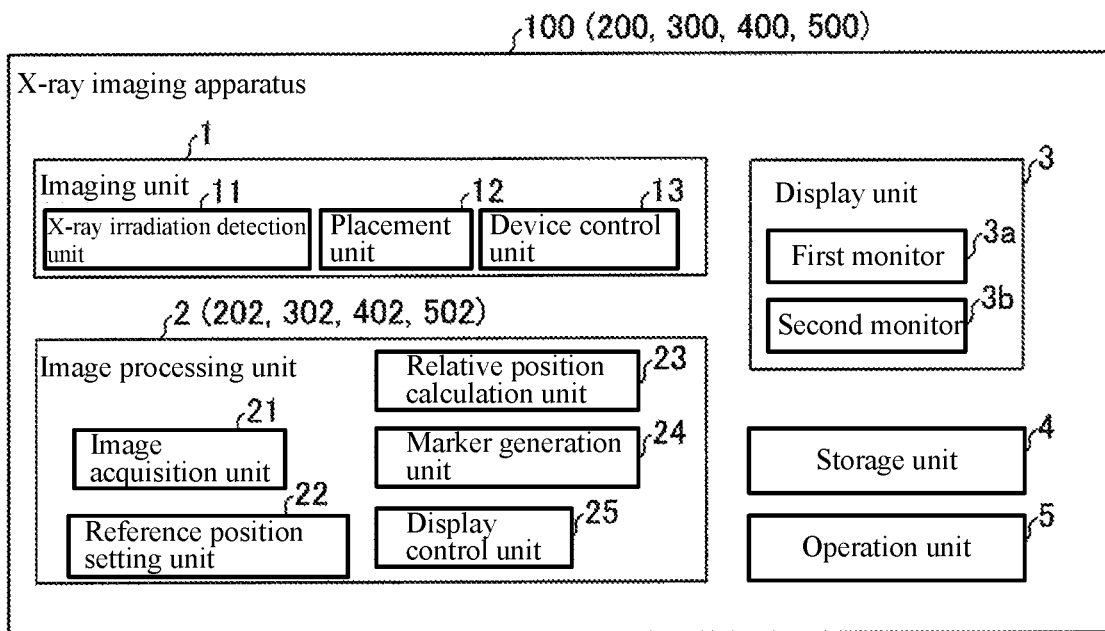 100 (200, 300, 400, 500)
X-ray imaging apparatus
1
Imaging unit
11
X-ray irradiation detection
unit
12
Placement
unit
13
Device control
unit
3
Display unit
3a
First monitor
3b
Second monitor
2 (202, 302, 402, 502)
Image processing unit
21
Image
acquisition unit
22
Reference position
setting unit
Relative position
calculation unit
23
Marker generation
unit
24
Display
control unit
25
4
Storage unit
5
Operation unit